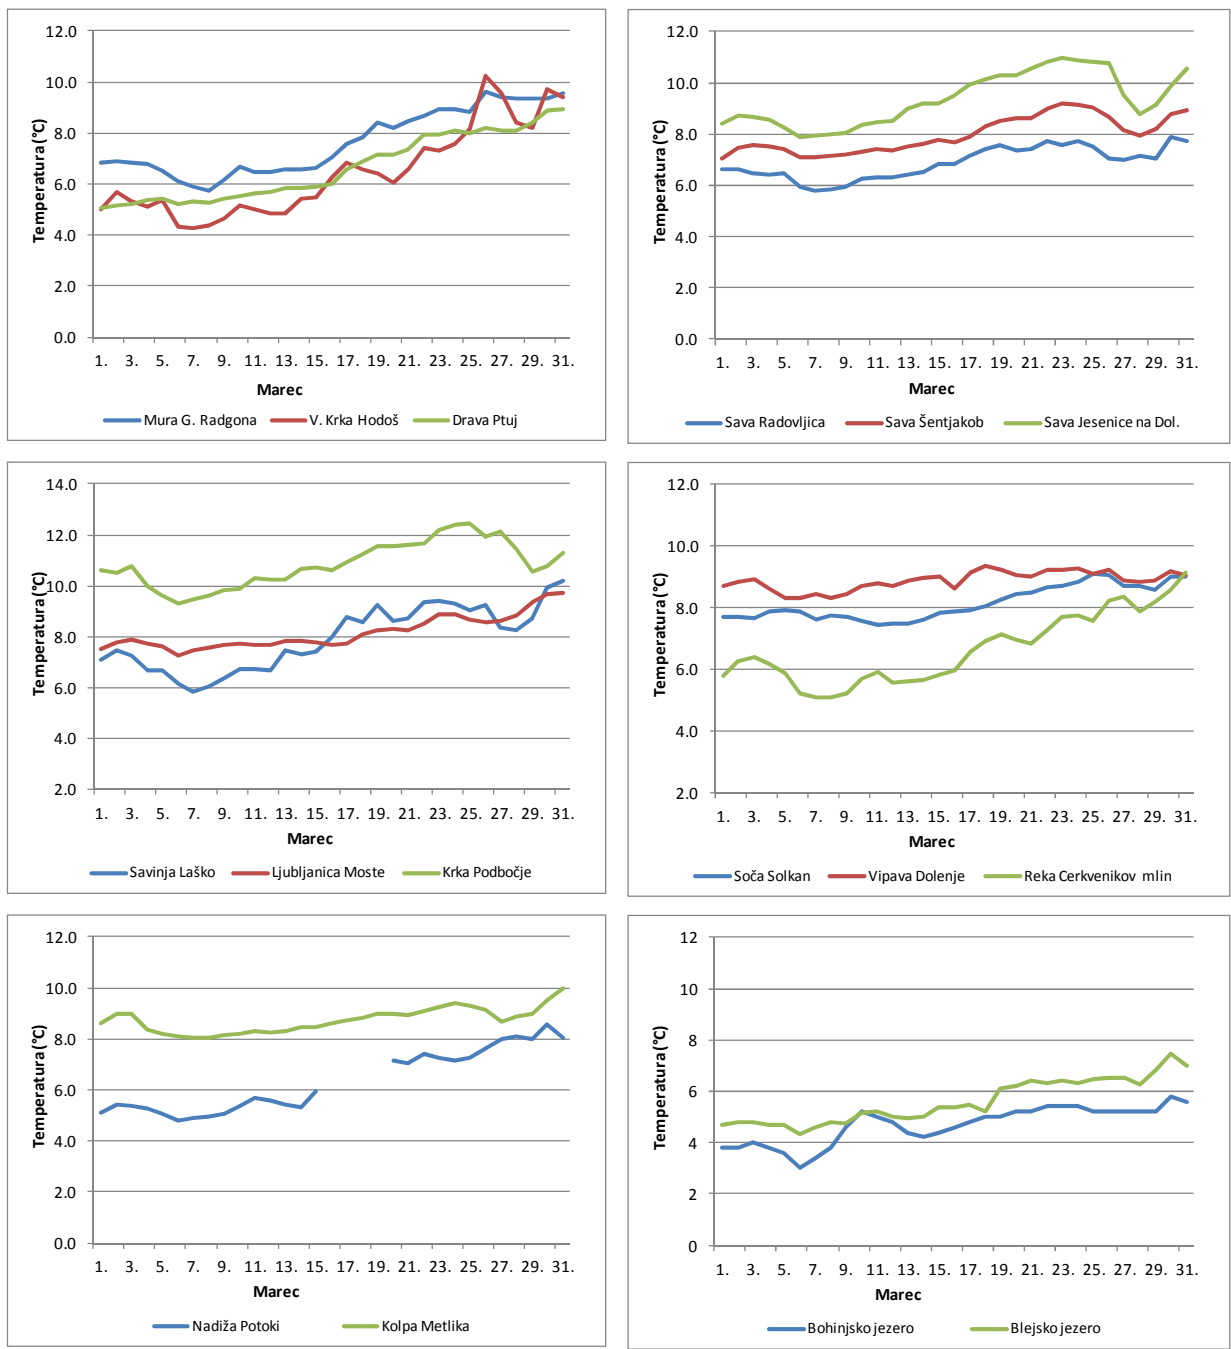 12.0
10.0
8.0
6.0
4.0
2.0
0.0
Temperatura (°C)
1. 3. 5. 7. 9. 11. 13. 15. 17. 19. 21. 23. 25. 27. 29. 31.
Marec
Mura G. Radgona V. Krka Hodoš Drava Ptuj
12.0
10.0
8.0
6.0
4.0
2.0
0.0
Temperatura (°C)
1. 3. 5. 7. 9. 11. 13. 15. 17. 19. 21. 23. 25. 27. 29. 31.
Marec
Sava Radovljica Sava Šentjakob Sava Jesenice na Dol.
14.0
12.0
10.0
8.0
6.0
4.0
2.0
Temperatura (°C)
1. 3. 5. 7. 9. 11. 13. 15. 17. 19. 21. 23. 25. 27. 29. 31.
Marec
Savinja Laško Ljubljanica Moste Krka Podbočje
12.0
10.0
8.0
6.0
4.0
2.0
Temperatura (°C)
1. 3. 5. 7. 9. 11. 13. 15. 17. 19. 21. 23. 25. 27. 29. 31.
Marec
Soča Solkan Vipava Dolenje Reka Cerkvenikov mlin
12.0
10.0
8.0
6.0
4.0
2.0
0.0
Temperatura (°C)
1. 3. 5. 7. 9. 11. 13. 15. 17. 19. 21. 23. 25. 27. 29. 31.
Marec
Nadiža Potoki Kolpa Metlika
12
10
8
6
4
2
0
Temperatura (°C)
1. 3. 5. 7. 9. 11. 13. 15. 17. 19. 21. 23. 25. 27. 29. 31.
Marec
Bohinjsko jezero Blejsko jezero